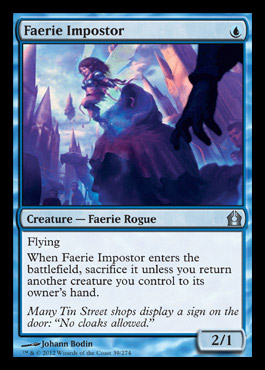 Faerie Impostor
Creature — Faerie Rogue
Flying
When Faerie Impostor enters the
battlefield, sacrifice it unless you return
another creature you control to its
owner's hand.
Many Tin Street shops display a sign on the
door: "No cloaks allowed."
2/1
Johann Bodin
™ & © 2012 Wizards of the Coast 39/274